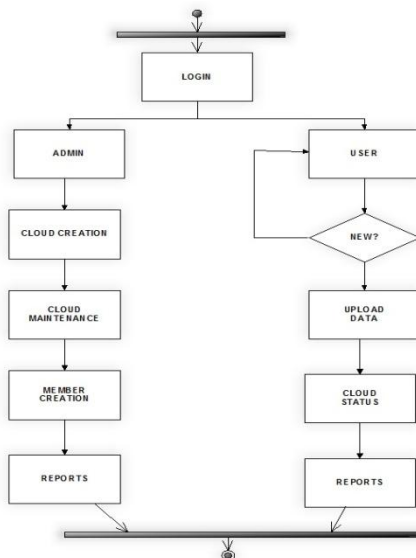 LOGIN
ADMIN
USER
CLOUD CREATION
NEW?
CLOUD
MAINTENANCE
UPLOAD
DATA
MEMBER
CREATION
CLOUD
STATUS
REPORTS
REPORTS